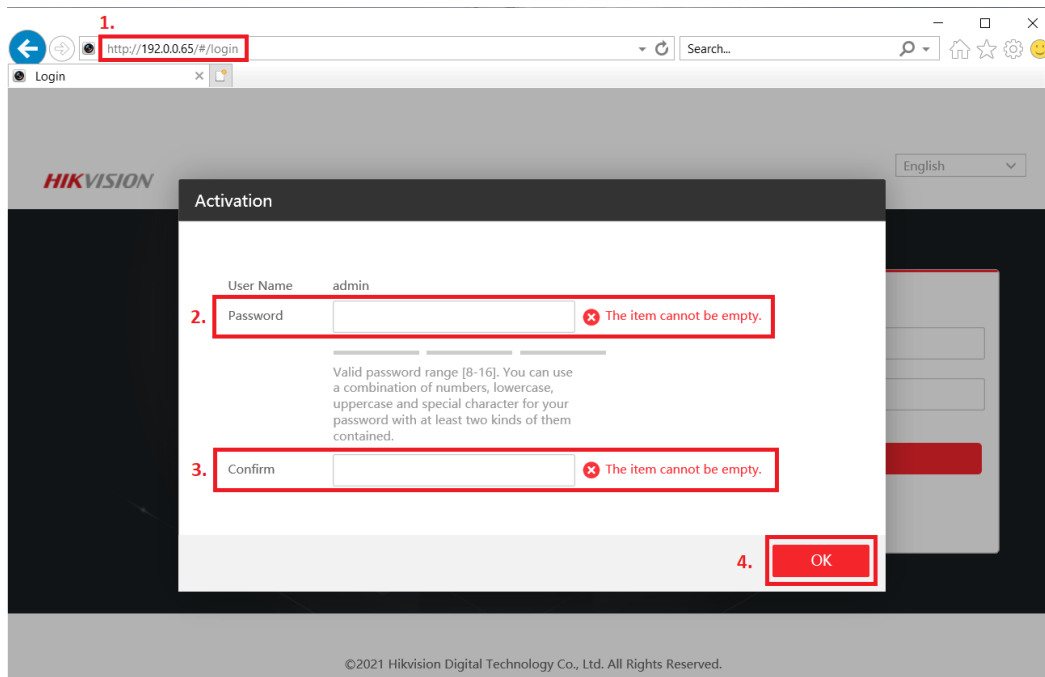 1.
http://192.0.0.65/#/login
Search...
Login
HIKVISION
English
Activation
User Name admin
2. Password The item cannot be empty.
Valid password range [8-16]. You can use
a combination of numbers, lowercase,
uppercase and special character for your
password with at least two kinds of them
contained.
3. Confirm The item cannot be empty.
4. OK
©2021 Hikvision Digital Technology Co., Ltd. All Rights Reserved.